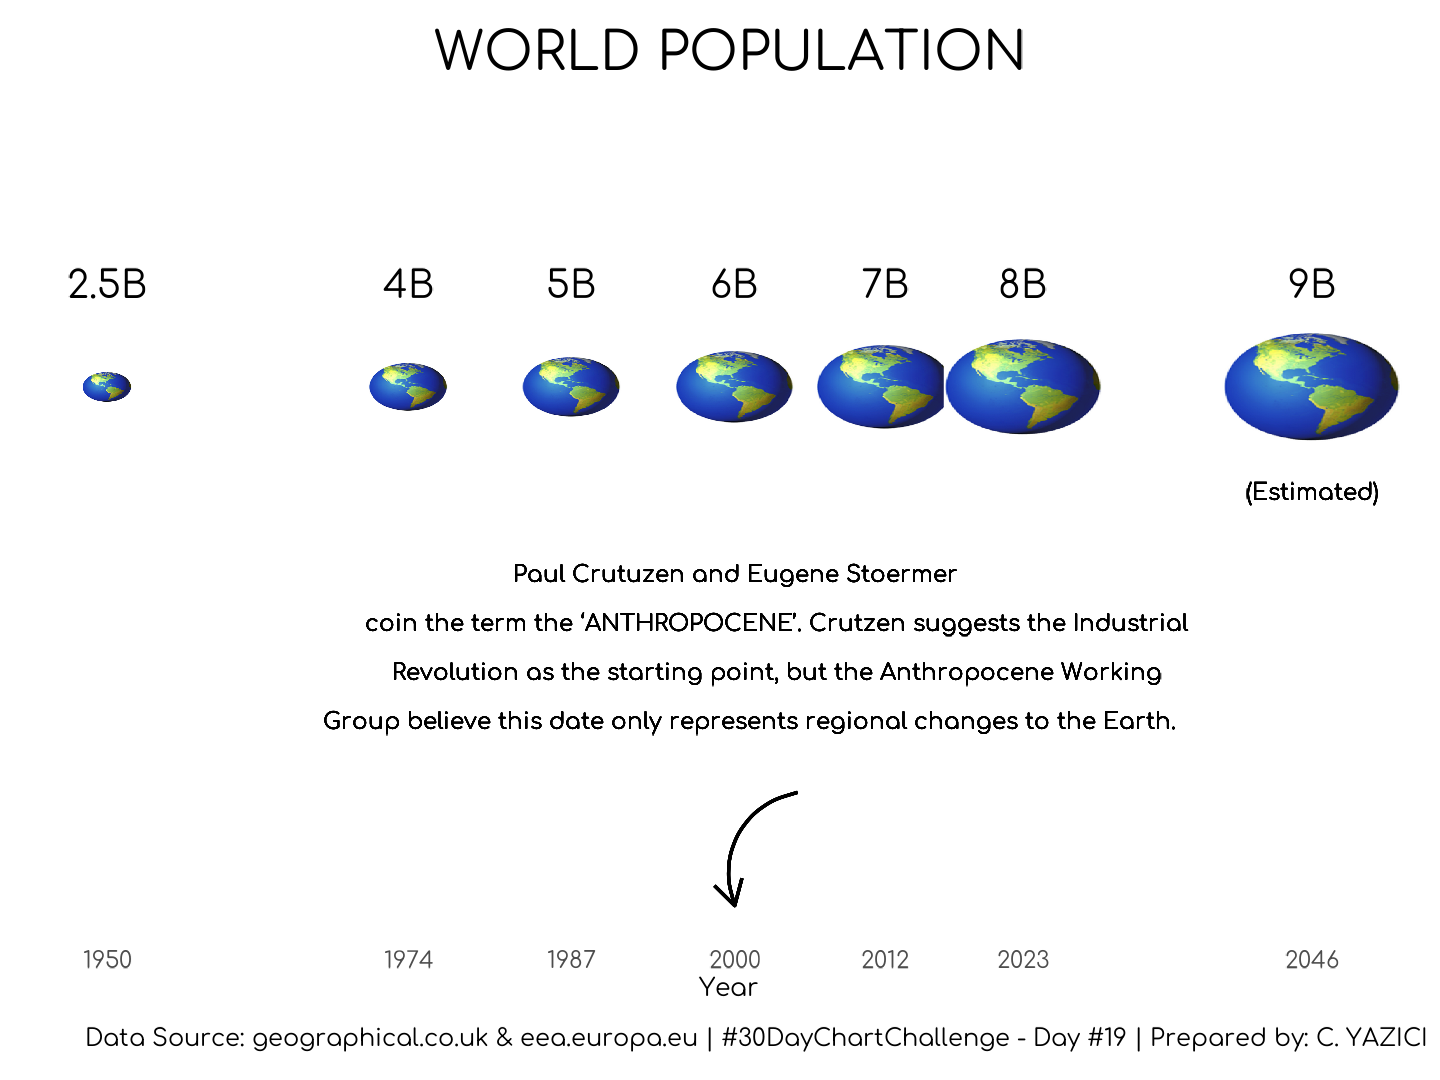 WORLD POPULATION
2.5B 4B 5B 6B 7B 8B 9B
(Estimated)
Paul Crutuzen and Eugene Stoermer
coin the term the ‘ANTHROPOCENE’. Crutzen suggests the Industrial
Revolution as the starting point, but the Anthropocene Working
Group believe this date only represents regional changes to the Earth.
1950 1974 1987 2000 2012 2023 2046
Year
Data Source: geographical.co.uk & eea.europa.eu | #30DayChartChallenge - Day #19 | Prepared by: C. YAZICI